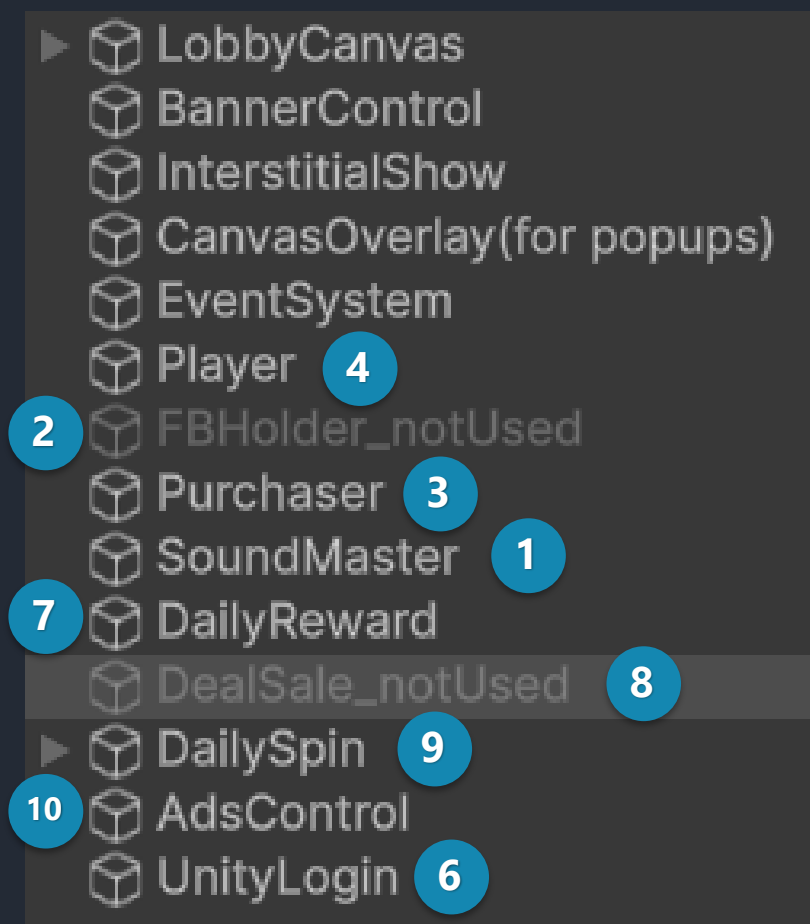 LobbyCanvas
BannerControl
InterstitialShow
CanvasOverlay(for popups)
EventSystem
Player 4
2 FBHolder_notUsed
Purchaser 3
SoundMaster 1
7 DailyReward
DealSale_notUsed 8
DailySpin 9
10 AdsControl
UnityLogin 6